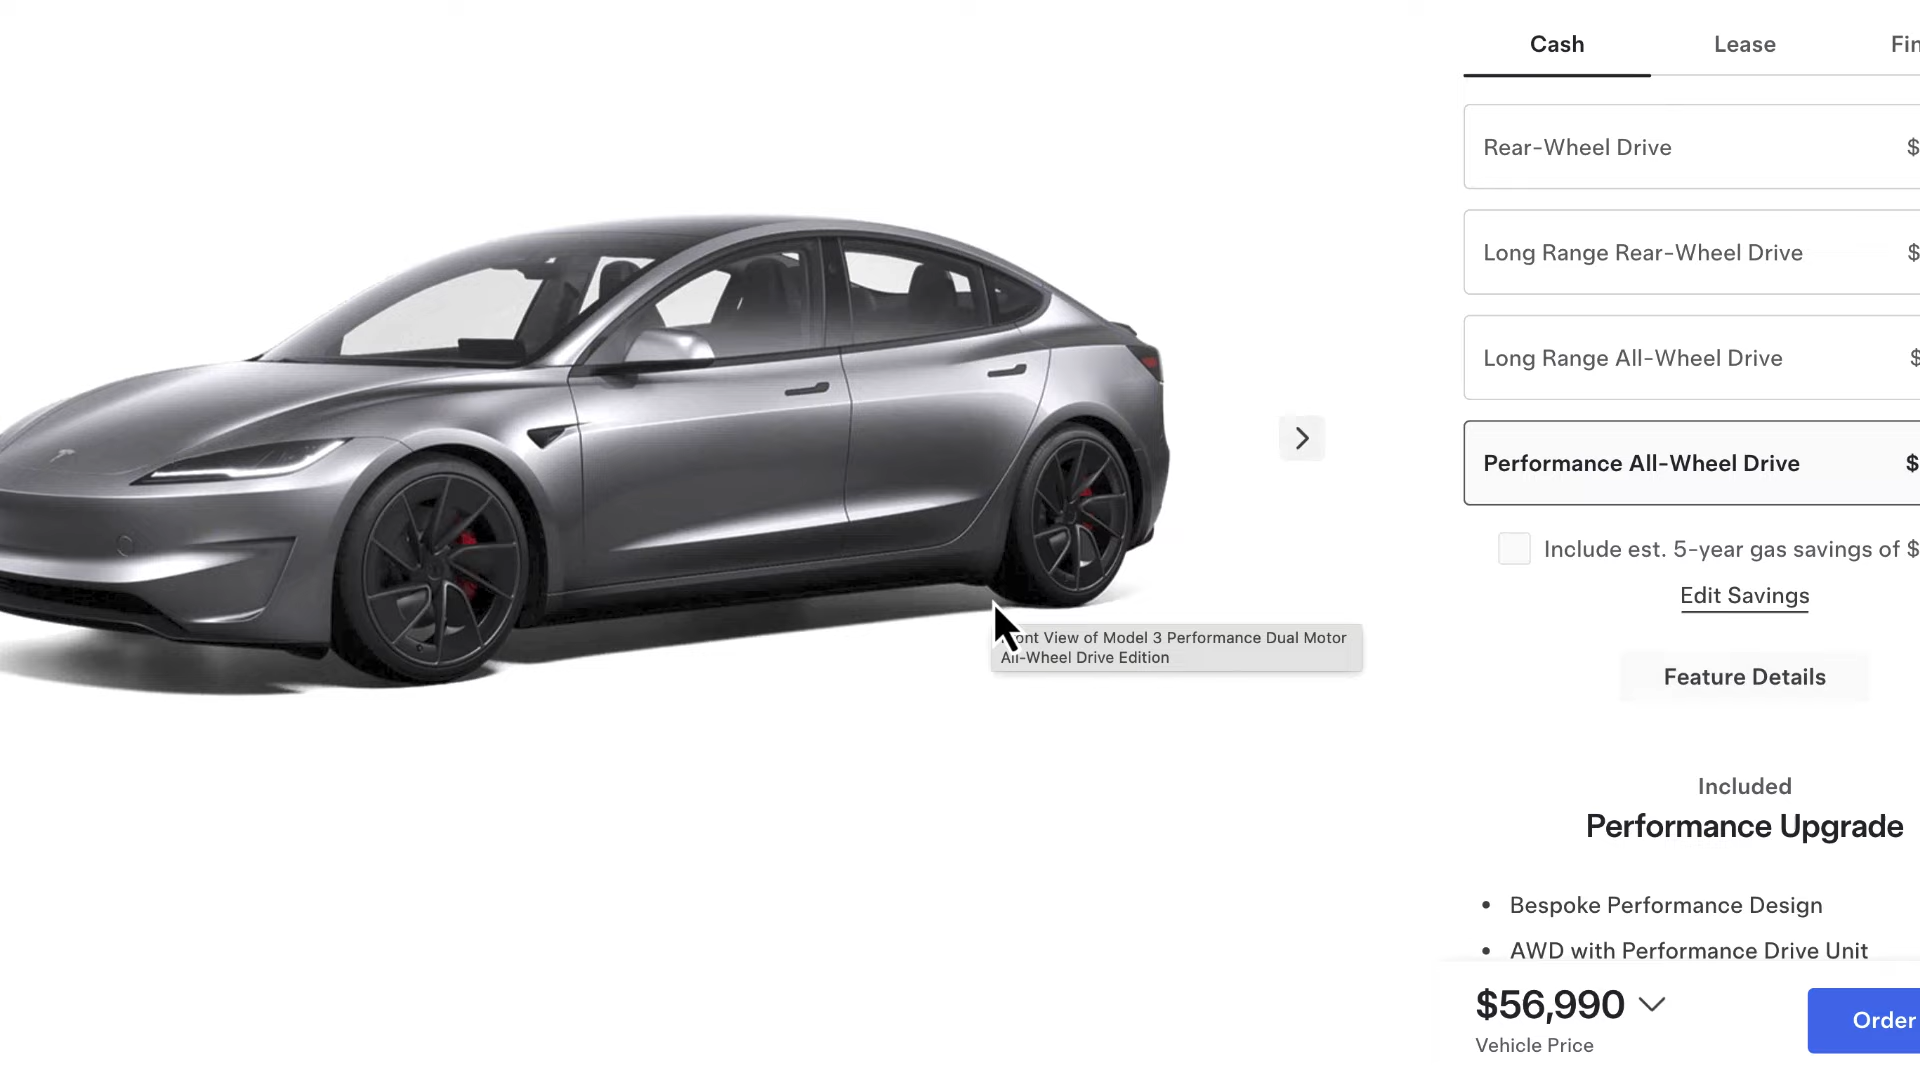 Cash
Lease
Fin
Rear-Wheel Drive
$
Long Range Rear-Wheel Drive
$
Long Range All-Wheel Drive
$
Performance All-Wheel Drive
$
Include est. 5-year gas savings of $
Edit Savings
View of Model 3 Performance Dual Motor
All-Wheel Drive Edition
Feature Details
Included
Performance Upgrade
• Bespoke Performance Design
• AWD with Performance Drive Unit
$56,990
Vehicle Price
Order